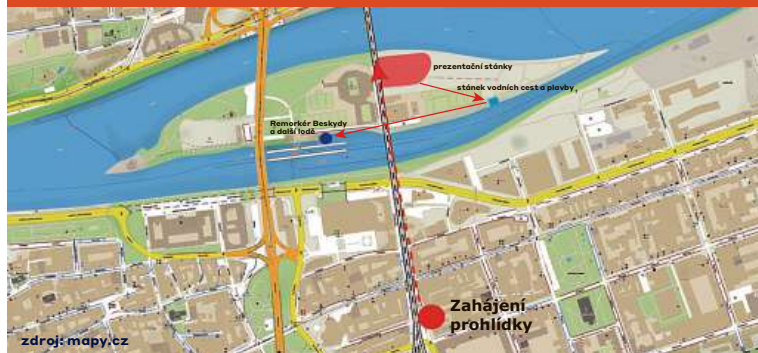 prezentační stánky
stánek vodních cest a plavby
Remorkér Beskydy
a další lodě
Zahájení
prohlídky
zdroj: mapy.cz